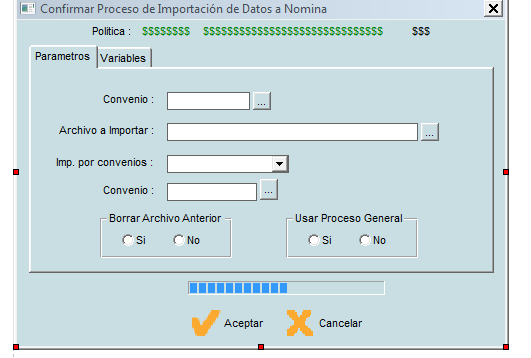 Confirmar Proceso de Importación de Datos a Nomina
Politica : $$$$$$$$ $$$$$$$$$$$$$$$$$$$$$$$$$$$$$$ $$$
Parametros Variables
Convenio : ...
Archivo a Importar : ...
Imp. por convenios :
Convenio : ...
Borrar Archivo Anterior Usar Proceso General
Si No Si No
Aceptar Cancelar